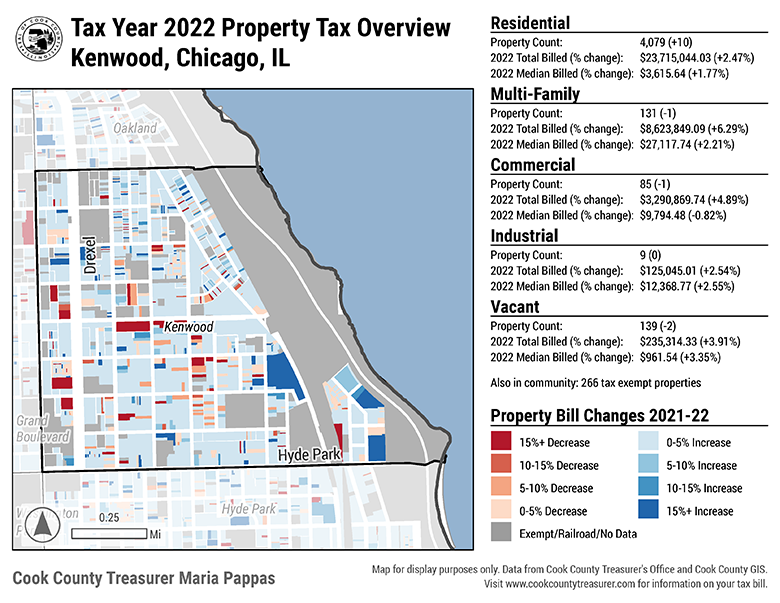 Tax Year 2022 Property Tax Overview
Kenwood, Chicago, IL
Oakland
Drexel
Kenwood
Grand
Boulevard
Hyde Park
Hyde Park
0.25
Mi
Residential
Property Count: 4,079 (+10)
2022 Total Billed (% change): $23,715,044.03 (+2.47%)
2022 Median Billed (% change): $3,615.64 (+1.77%)
Multi-Family
Property Count: 131 (-1)
2022 Total Billed (% change): $8,623,849.09 (+6.29%)
2022 Median Billed (% change): $27,117.74 (+2.21%)
Commercial
Property Count: 85 (-1)
2022 Total Billed (% change): $3,290,869.74 (+4.89%)
2022 Median Billed (% change): $9,794.48 (-0.82%)
Industrial
Property Count: 9 (0)
2022 Total Billed (% change): $125,045.01 (+2.54%)
2022 Median Billed (% change): $12,368.77 (+2.55%)
Vacant
Property Count: 139 (-2)
2022 Total Billed (% change): $235,314.33 (+3.91%)
2022 Median Billed (% change): $961.54 (+3.35%)
Also in community: 266 tax exempt properties
Property Bill Changes 2021-22
15%+ Decrease 0-5% Increase
10-15% Decrease 5-10% Increase
5-10% Decrease 10-15% Increase
0-5% Decrease 15%+ Increase
Exempt/Railroad/No Data
Cook County Treasurer Maria Pappas
Map for display purposes only. Data from Cook County Treasurer's Office and Cook County GIS.
Visit www.cookcountytreasurer.com for information on your tax bill.